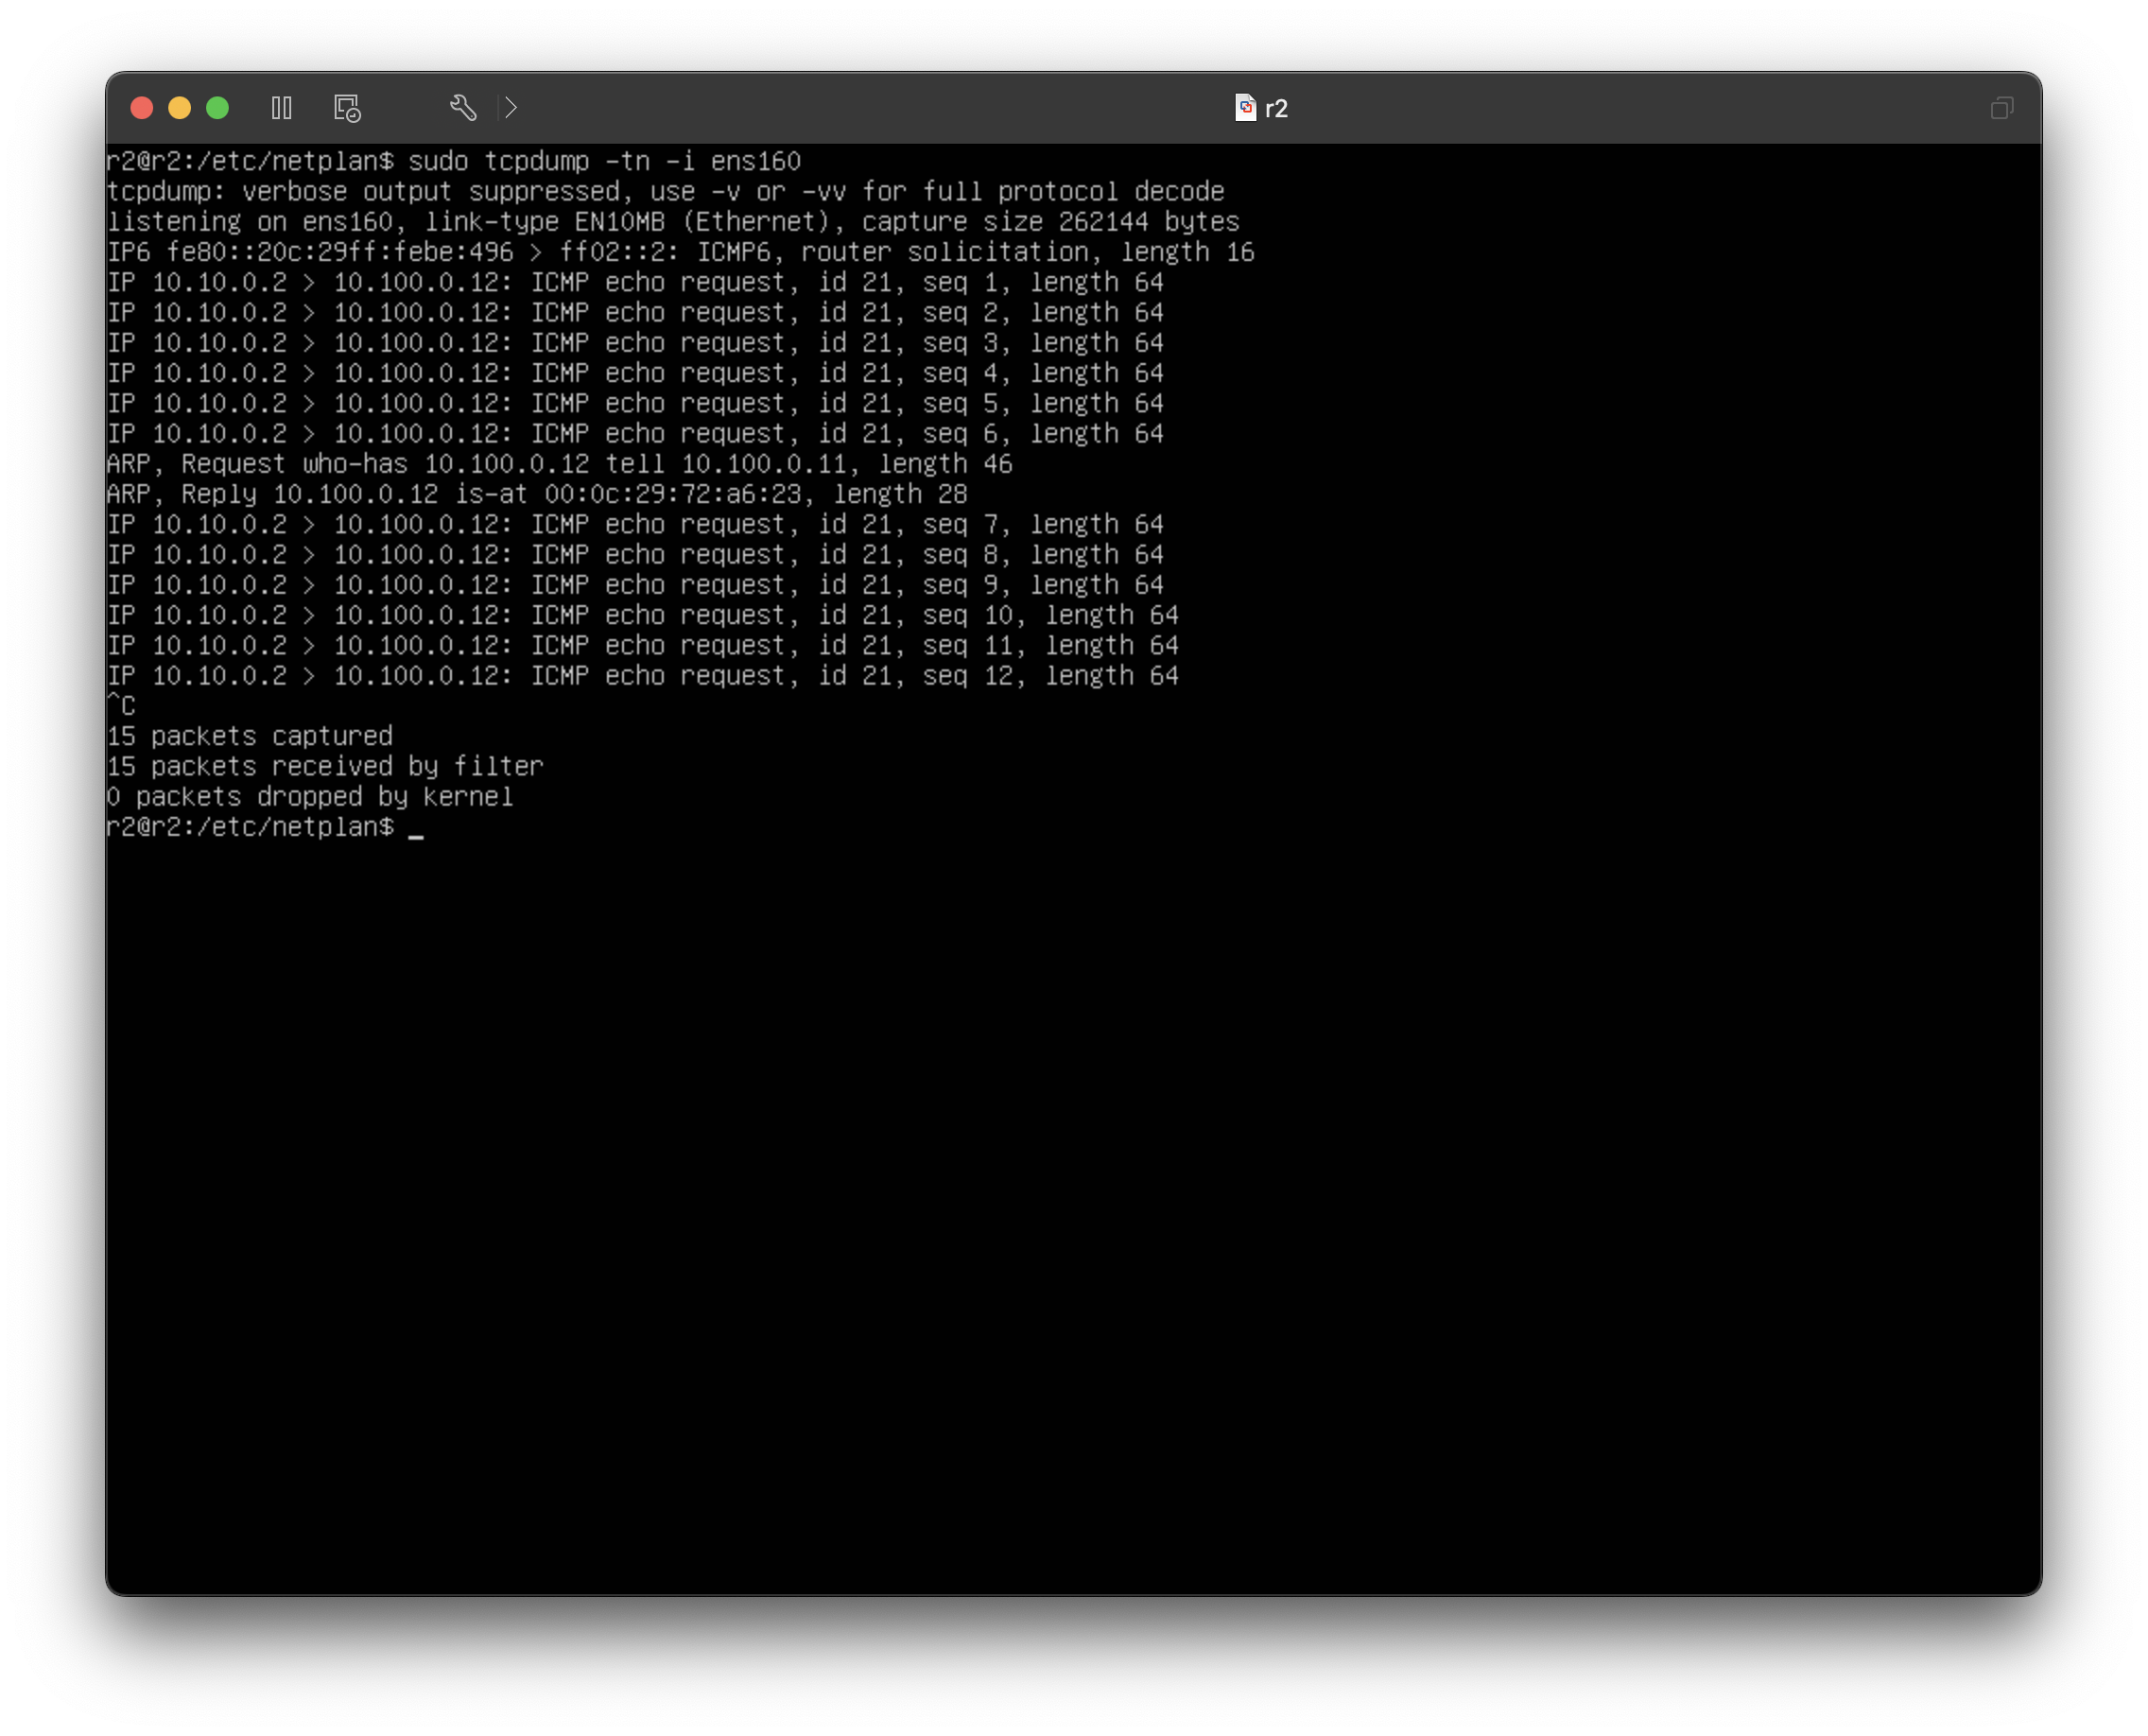 r2
r2@r2:/etc/netplan$ sudo tcpdump -tn -i ens160
tcpdump: verbose output suppressed, use -v or -vv for full protocol decode
listening on ens160, link-type EN10MB (Ethernet), capture size 262144 bytes
IP6 fe80::20c:29ff:febe:496 > ff02::2: ICMP6, router solicitation, length 16
IP 10.10.0.2 > 10.100.0.12: ICMP echo request, id 21, seq 1, length 64
IP 10.10.0.2 > 10.100.0.12: ICMP echo request, id 21, seq 2, length 64
IP 10.10.0.2 > 10.100.0.12: ICMP echo request, id 21, seq 3, length 64
IP 10.10.0.2 > 10.100.0.12: ICMP echo request, id 21, seq 4, length 64
IP 10.10.0.2 > 10.100.0.12: ICMP echo request, id 21, seq 5, length 64
IP 10.10.0.2 > 10.100.0.12: ICMP echo request, id 21, seq 6, length 64
ARP, Request who-has 10.100.0.12 tell 10.100.0.11, length 46
ARP, Reply 10.100.0.12 is-at 00:0c:29:72:a6:23, length 28
IP 10.10.0.2 > 10.100.0.12: ICMP echo request, id 21, seq 7, length 64
IP 10.10.0.2 > 10.100.0.12: ICMP echo request, id 21, seq 8, length 64
IP 10.10.0.2 > 10.100.0.12: ICMP echo request, id 21, seq 9, length 64
IP 10.10.0.2 > 10.100.0.12: ICMP echo request, id 21, seq 10, length 64
IP 10.10.0.2 > 10.100.0.12: ICMP echo request, id 21, seq 11, length 64
IP 10.10.0.2 > 10.100.0.12: ICMP echo request, id 21, seq 12, length 64
^C
15 packets captured
15 packets received by filter
0 packets dropped by kernel
r2@r2:/etc/netplan$ _